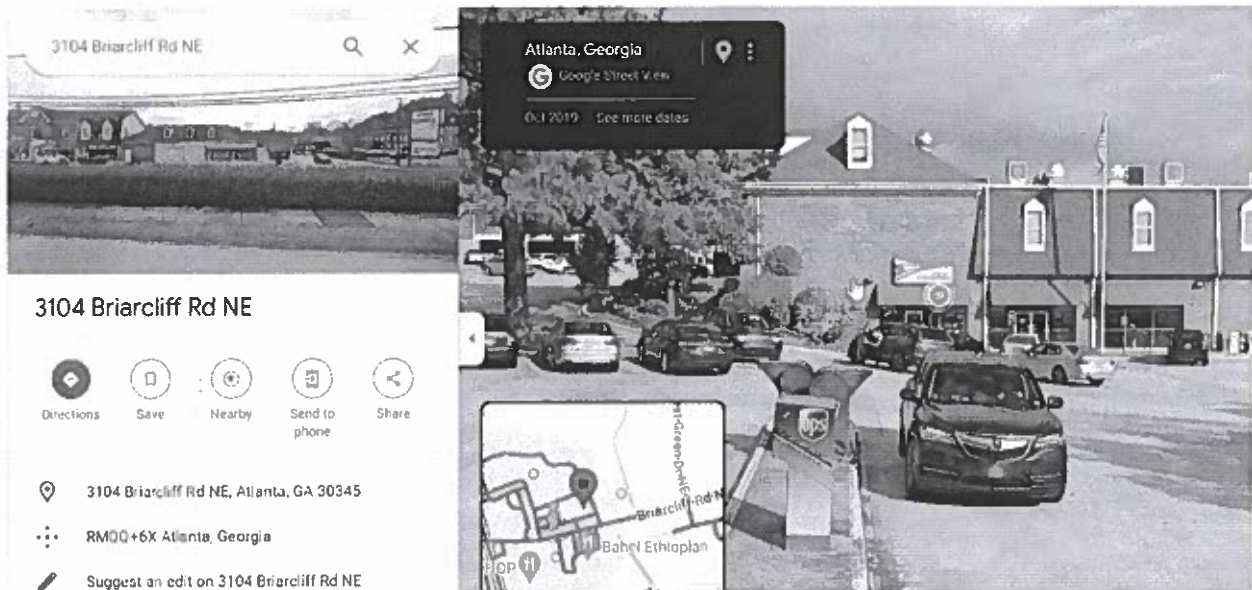 3104 Briarcliff Rd NE
3104 Briarcliff Rd NE
Directions
Save
Nearby
Send to
phone
Share
3104 Briarcliff Rd NE, Atlanta, GA 30345
RMQQ+6X Atlanta, Georgia
Suggest an edit on 3104 Briarcliff Rd NE
Atlanta, Georgia
Google Street View
Oct 2019 See more dates
ups
Briarcliff Rd N
Bahel Ethiopian